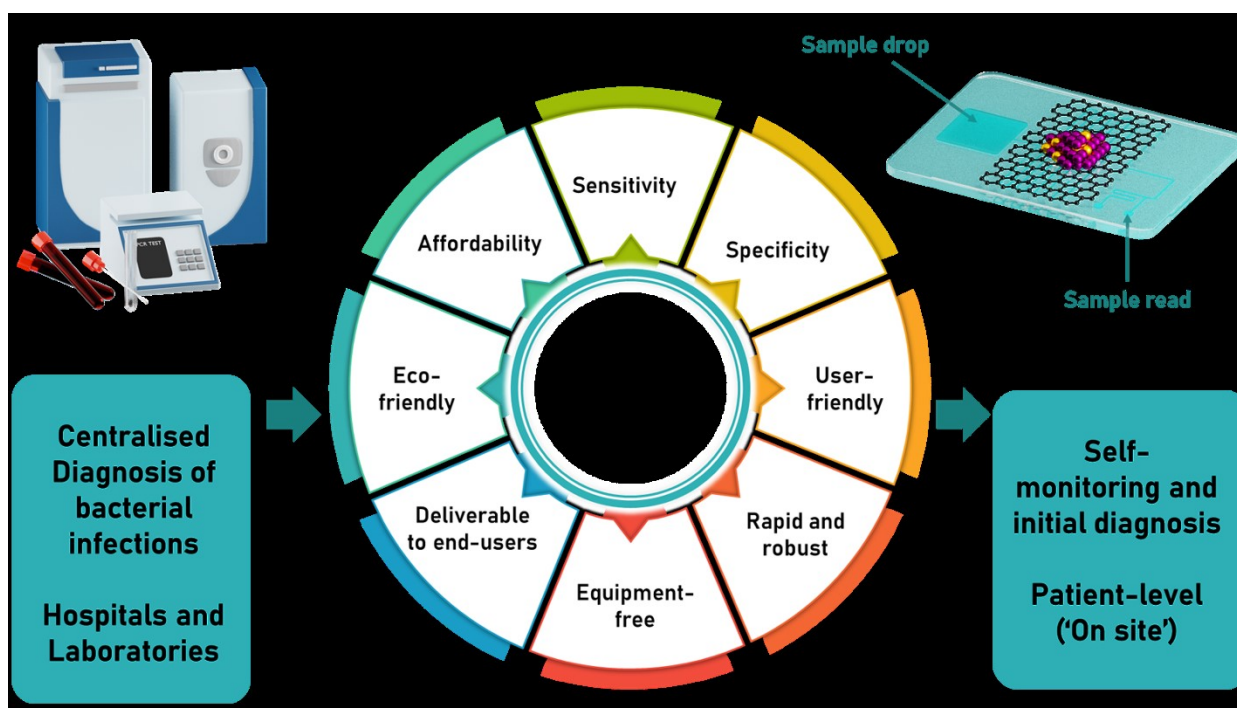 Sample drop
Sample read
PCR TEST
Sensitivity
Specificity
User-
friendly
Rapid and
robust
Equipment-
free
Deliverable
to end-users
Eco-
friendly
Affordability
Centralised
Diagnosis of
bacterial
infections
Hospitals and
Laboratories
Self-
monitoring and
initial diagnosis
Patient-level
(‘On site’)